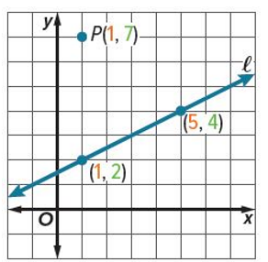 y
P(1, 7)
ℓ
(5, 4)
(1, 2)
O
x